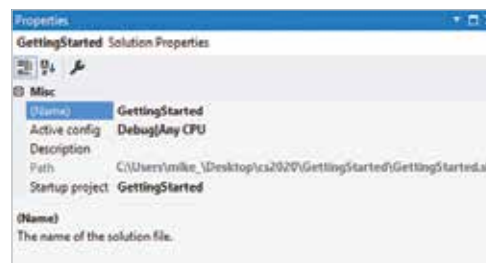 Properties
GettingStarted Solution Properties
Misc
(Name) GettingStarted
Active config Debug|Any CPU
Description
Path C:\Users\mike_\Desktop\cs2020\GettingStarted\GettingStarted.s
Startup project GettingStarted
(Name)
The name of the solution file.